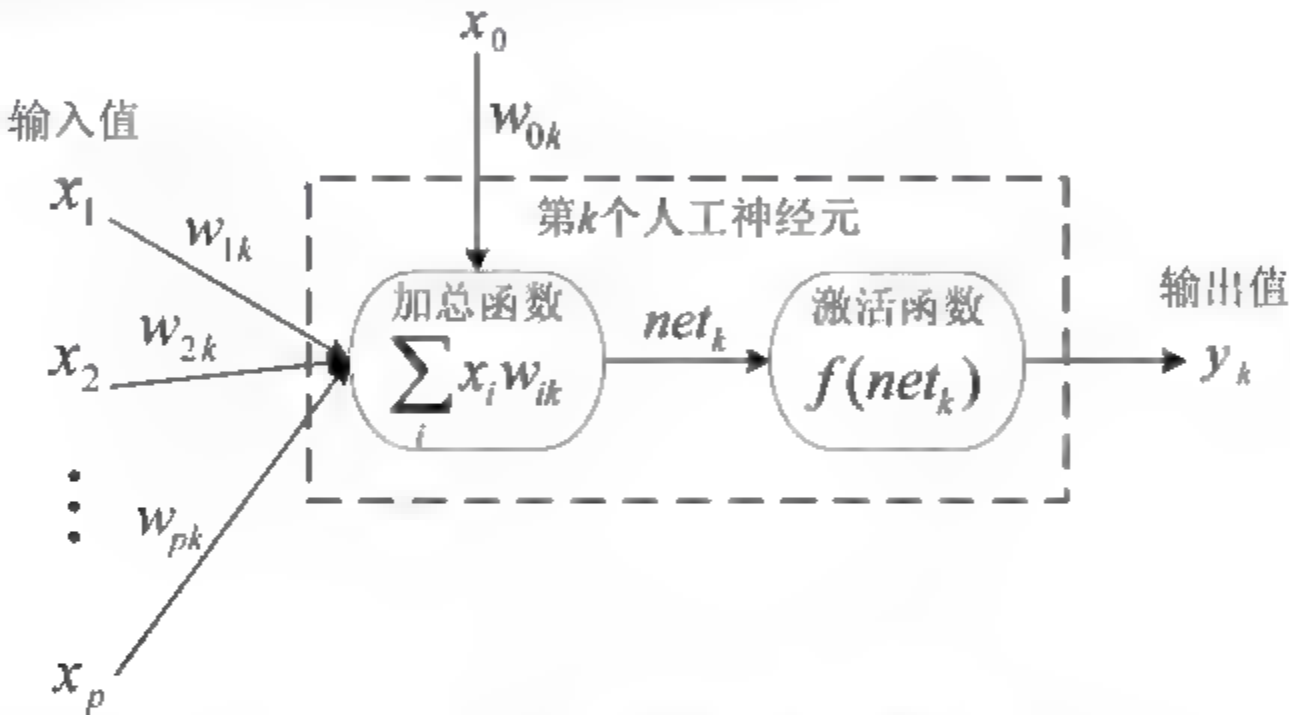 x₀
w₀ₖ
输入值
x₁
w₁ₖ
第k个人工神经元
加总函数
∑ᵢ xᵢwᵢₖ
netₖ
激活函数
f(netₖ)
输出值
yₖ
x₂
w₂ₖ
⋮
wₚₖ
xₚ